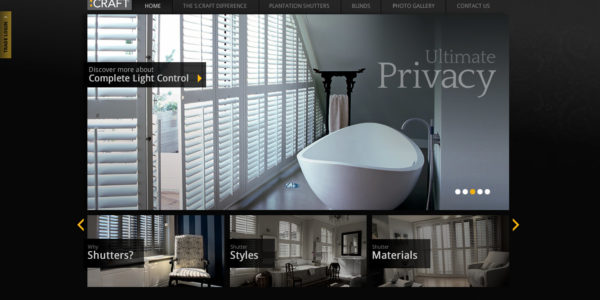 S:CRAFT
HOME THE S:CRAFT DIFFERENCE PLANTATION SHUTTERS BLINDS PHOTO GALLERY CONTACT US
TRADE LOGIN
Ultimate
Privacy
Discover more about
Complete Light Control
Why
Shutters?
Shutter
Styles
Shutter
Materials